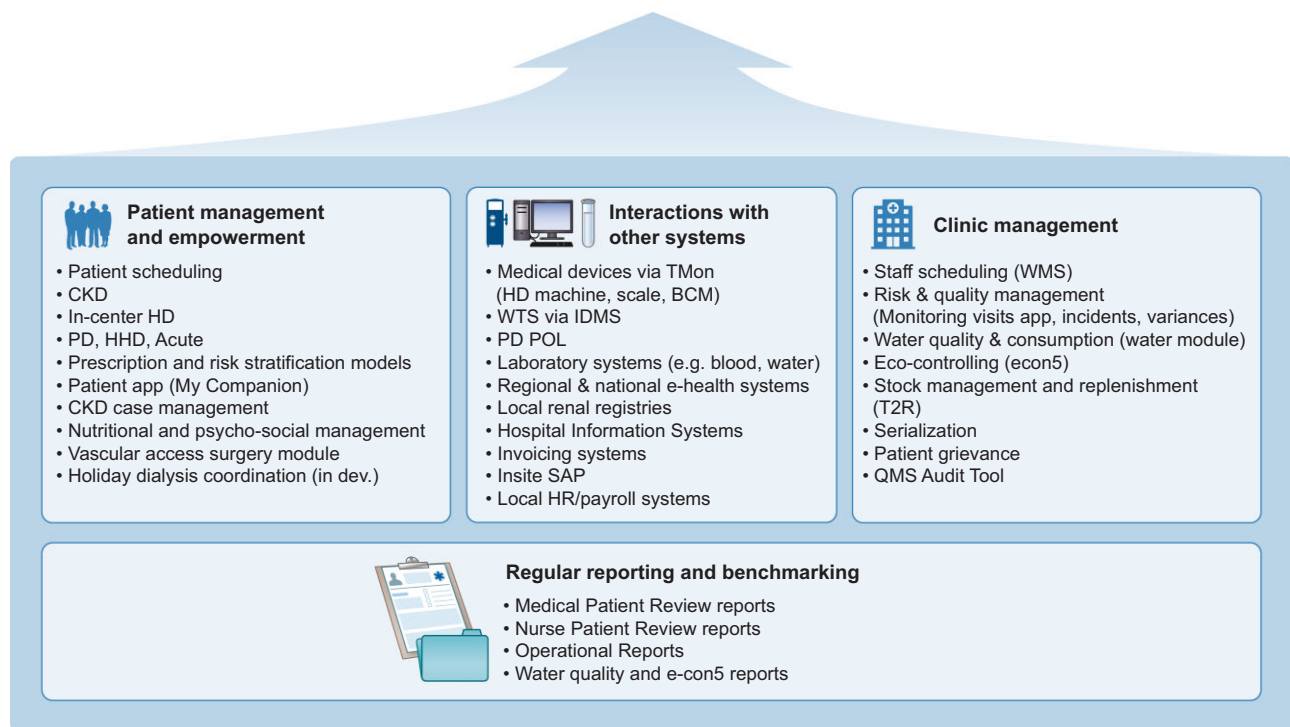 Patient management
and empowerment
• Patient scheduling
• CKD
• In-center HD
• PD, HHD, Acute
• Prescription and risk stratification models
• Patient app (My Companion)
• CKD case management
• Nutritional and psycho-social management
• Vascular access surgery module
• Holiday dialysis coordination (in dev.)
Interactions with
other systems
• Medical devices via TMon
(HD machine, scale, BCM)
• WTS via IDMS
• PD POL
• Laboratory systems (e.g. blood, water)
• Regional & national e-health systems
• Local renal registries
• Hospital Information Systems
• Invoicing systems
• Insite SAP
• Local HR/payroll systems
Clinic management
• Staff scheduling (WMS)
• Risk & quality management
(Monitoring visits app, incidents, variances)
• Water quality & consumption (water module)
• Eco-controlling (econ5)
• Stock management and replenishment
(T2R)
• Serialization
• Patient grievance
• QMS Audit Tool
Regular reporting and benchmarking
• Medical Patient Review reports
• Nurse Patient Review reports
• Operational Reports
• Water quality and e-con5 reports